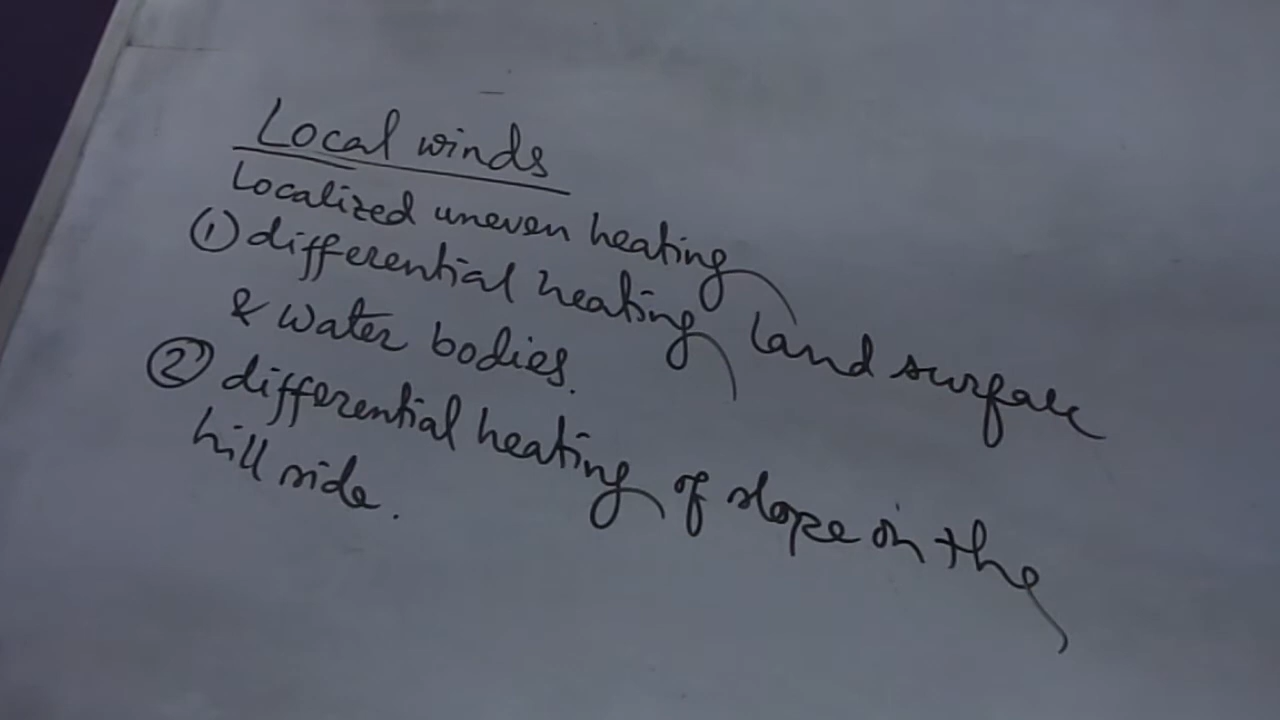 Local winds
Localized uneven heating
① differential heating land surface
& water bodies.
② differential heating of slope on the
hill side.